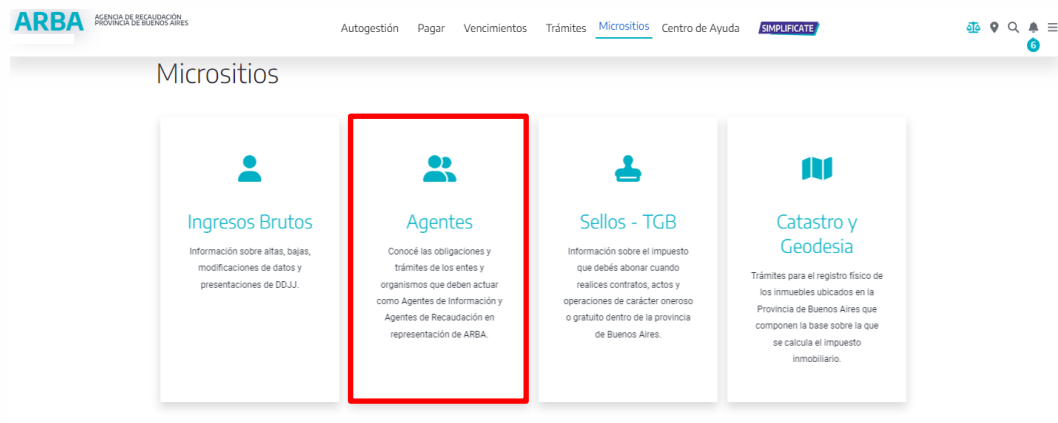 ARBA
AGENCIA DE RECAUDACIÓN
PROVINCIA DE BUENOS AIRES
Autogestión Pagar Vencimientos Trámites Micrositios Centro de Ayuda SIMPLIFICATE
6
Micrositios
Ingresos Brutos
Información sobre altas, bajas,
modificaciones de datos y
presentaciones de DDJJ.
Agentes
Conocé las obligaciones y
trámites de los entes y
organismos que deben actuar
como Agentes de Información y
Agentes de Recaudación en
representación de ARBA.
Sellos - TGB
Información sobre el impuesto
que debés abonar cuando
realices contratos, actos y
operaciones de carácter oneroso
o gratuito dentro de la provincia
de Buenos Aires.
Catastro y
Geodesia
Trámites para el registro físico de
los inmuebles ubicados en la
Provincia de Buenos Aires que
componen la base sobre la que
se calcula el impuesto
inmobiliario.